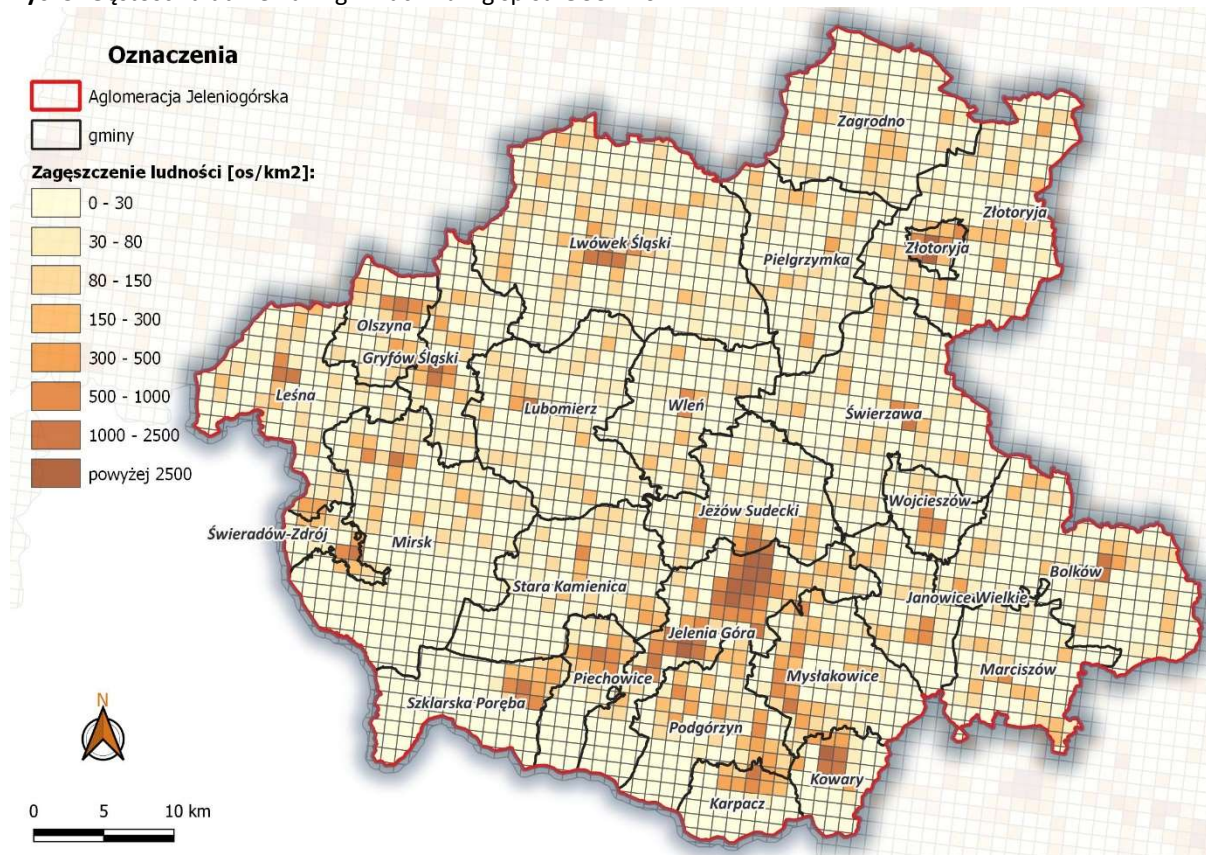 Oznaczenia
Aglomeracja Jeleniogórska
gminy
Zagęszczenie ludności [os/km2]:
0 - 30
30 - 80
80 - 150
150 - 300
300 - 500
500 - 1000
1000 - 2500
powyżej 2500
Zagrodno
Złotoryja
Złotoryja
Lwówek Śląski
Pielgrzymka
Olszyna
Gryfów Śląski
Leśna
Lubomierz
Wleń
Świerzawa
Wojcieszów
Jeżów Sudecki
Świeradów-Zdrój
Mirsk
Bolków
Stara Kamienica
Janowice Wielkie
Jelenia Góra
Marciszów
Piechowice
Mysłakowice
Szklarska Poręba
Podgórzyn
Kowary
Karpacz
N
0 5 10 km